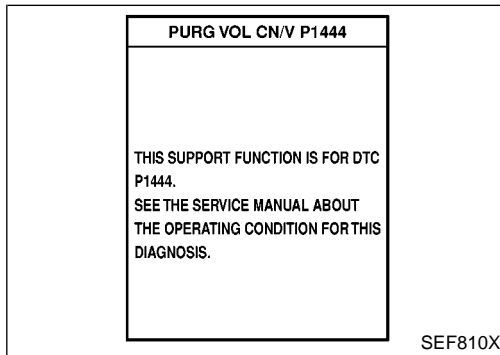 PURG VOL CN/V P1444
THIS SUPPORT FUNCTION IS FOR DTC
P1444.
SEE THE SERVICE MANUAL ABOUT
THE OPERATING CONDITION FOR THIS
DIAGNOSIS.
SEF810X